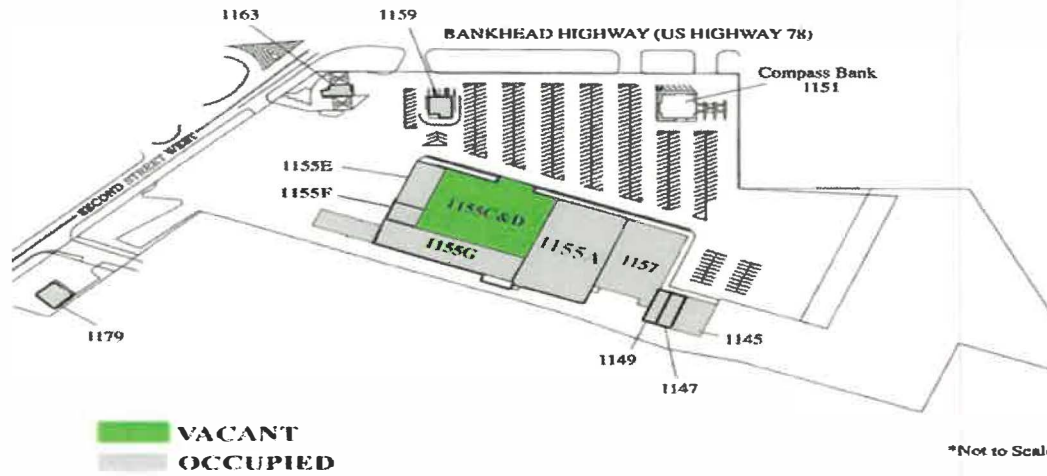 1163
1159
BANKHEAD HIGHWAY (US HIGHWAY 78)
Compass Bank
1151
SECOND STREET WEST
1155E
1155F
1155C&D
1155G
1155A
1157
1179
1145
1149
1147
VACANT
OCCUPIED
*Not to Scale